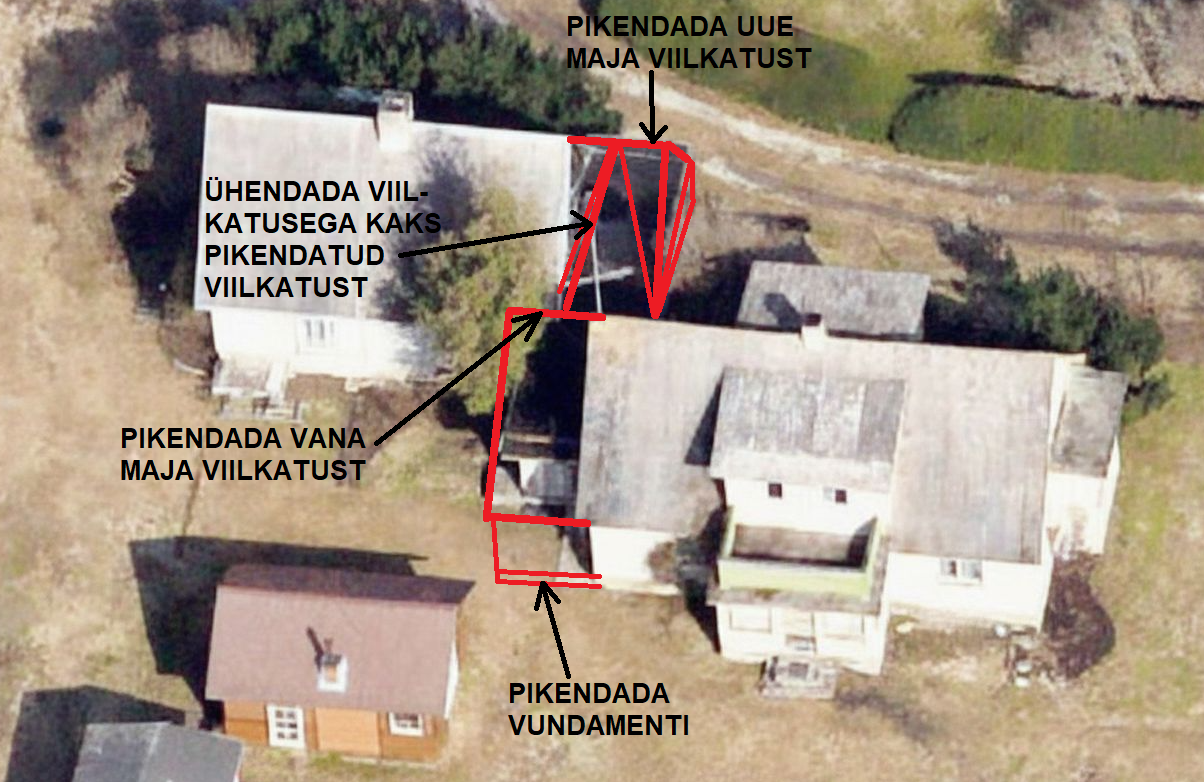 PIKENDADA UUE
MAJA VIILKATUST
ÜHENDADA VIIL-
KATUSEGA KAKS
PIKENDATUD
VIILKATUST
PIKENDADA VANA
MAJA VIILKATUST
PIKENDADA
VUNDAMENTI